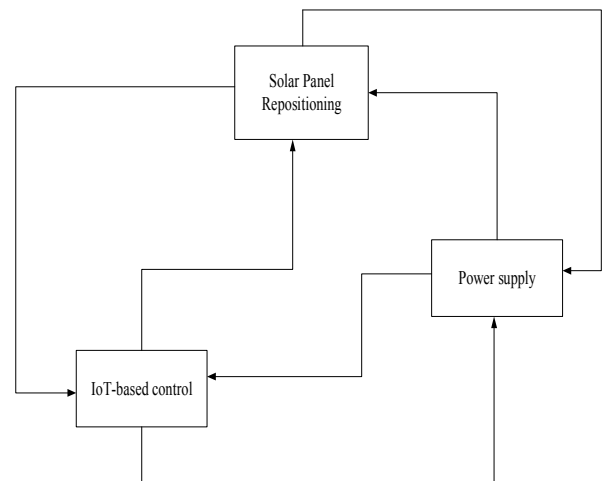 Solar Panel
Repositioning
Power supply
IoT-based control